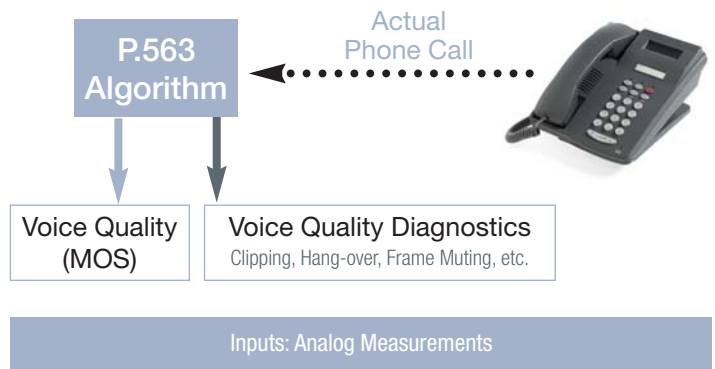 P.563
Algorithm
Actual
Phone Call
Voice Quality
(MOS)
Voice Quality Diagnostics
Clipping, Hang-over, Frame Muting, etc.
Inputs: Analog Measurements